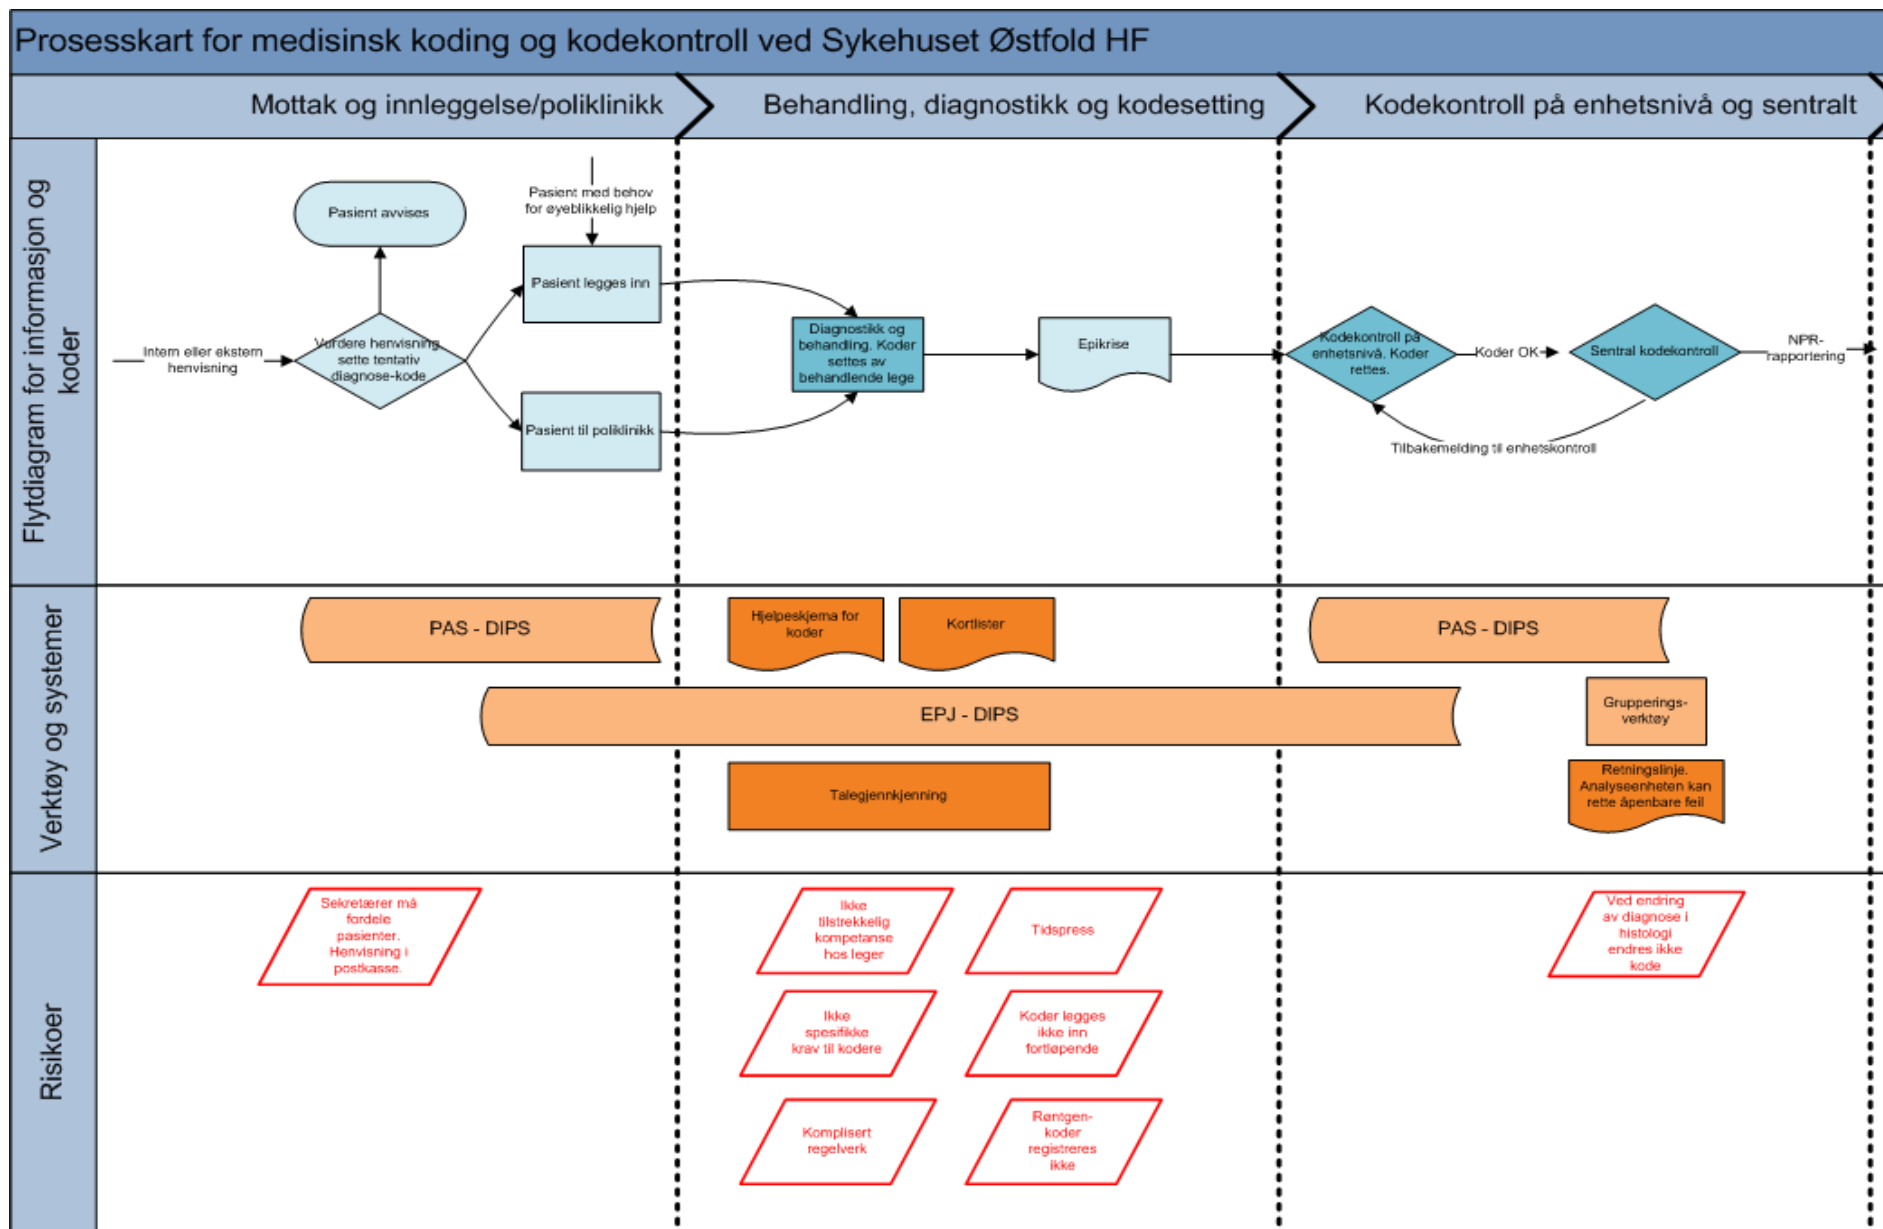 Prosesskart for medisinsk koding og kodekontroll ved Sykehuset Østfold HF
Mottak og innleggelse/poliklinikk
Behandling, diagnostikk og kodesetting
Kodekontroll på enhetsnivå og sentralt
Flytdiagram for informasjon og
koder
Pasient avvises
Pasient med behov
for øyeblikkelig hjelp
Pasient legges inn
Intern eller ekstern
henvisning
Vurdere henvisning,
sette tentativ
diagnose-kode
Pasient til poliklinikk
Diagnostikk og
behandling. Koder
settes av
behandlende lege
Epikrise
Kodekontroll på
enhetsnivå. Koder
rettes.
Koder OK
Sentral kodekontroll
NPR-
rapportering
Tilbakemelding til enhetskontroll
Verktøy og systemer
PAS - DIPS
Hjelpeskjema for
koder
Kortlister
PAS - DIPS
EPJ - DIPS
Grupperings-
verktøy
Talegjennkjenning
Retningslinje.
Analyseenheten kan
rette åpenbare feil
Risikoer
Sekretærer må
fordele
pasienter.
Henvisning i
postkasse.
Ikke
tilstrekkelig
kompetanse
hos leger
Tidspress
Ved endring
av diagnose i
histologi
endres ikke
kode
Ikke
spesifikke
krav til kodere
Koder legges
ikke inn
fortløpende
Komplisert
regelverk
Røntgen-
koder
registreres
ikke